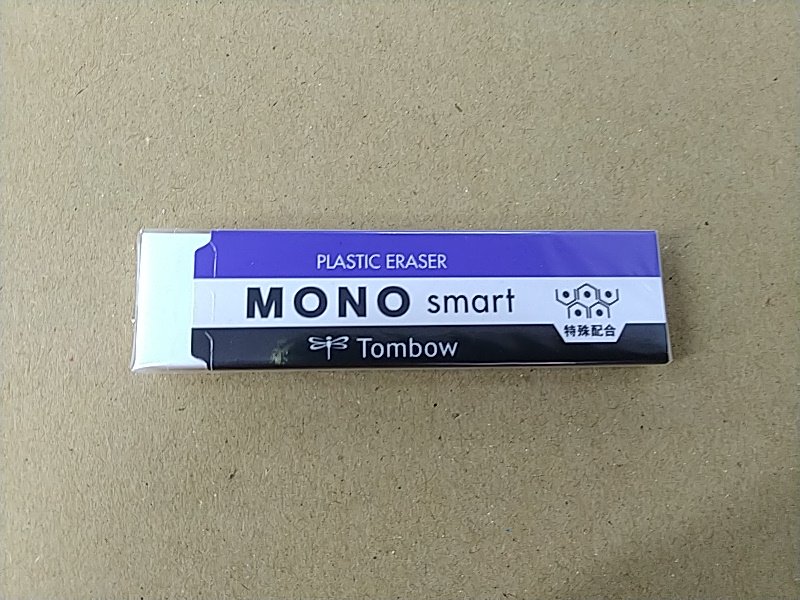 PLASTIC ERASER
MONO smart
特殊配合
Tombow